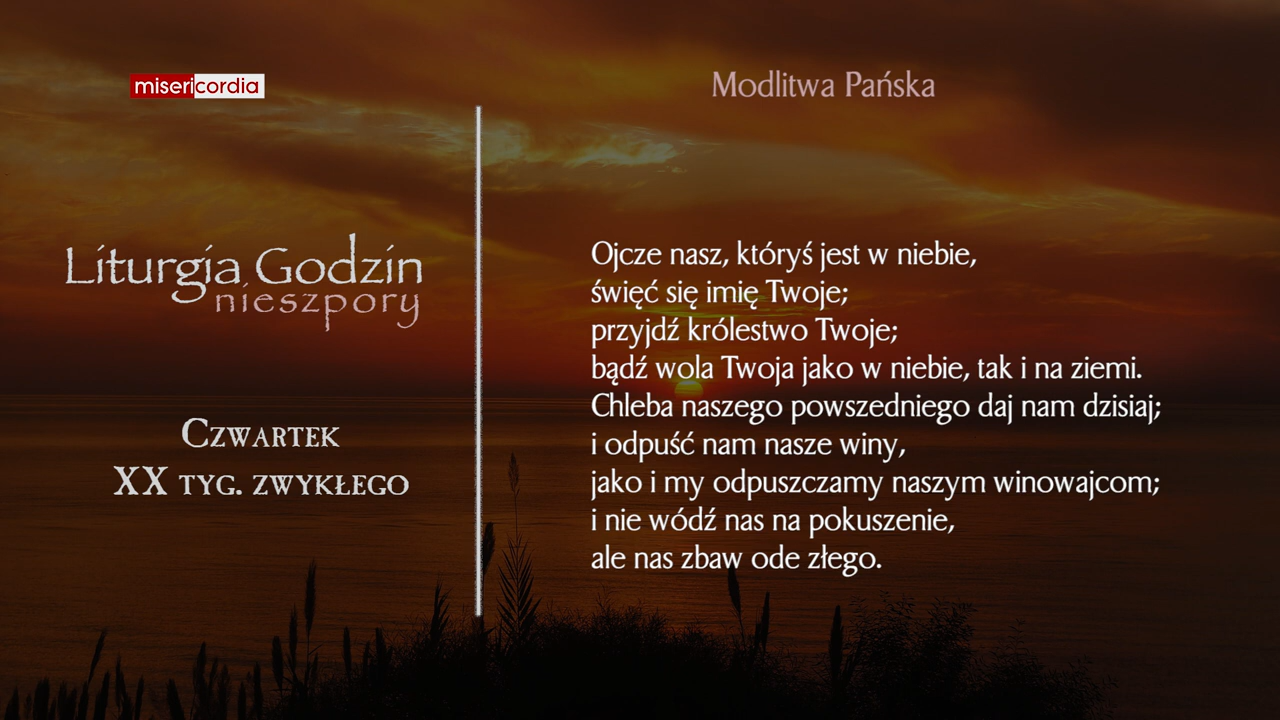 misericordia
Liturgia Godzin
nieszpory
Czwartek
XX tyg. zwykłego
Modlitwa Pańska
Ojcze nasz, któryś jest w niebie,
święć się imię Twoje;
przyjdź królestwo Twoje;
bądź wola Twoja jako w niebie, tak i na ziemi.
Chleba naszego powszedniego daj nam dzisiaj;
i odpuść nam nasze winy,
jako i my odpuszczamy naszym winowajcom;
i nie wódź nas na pokuszenie,
ale nas zbaw ode złego.